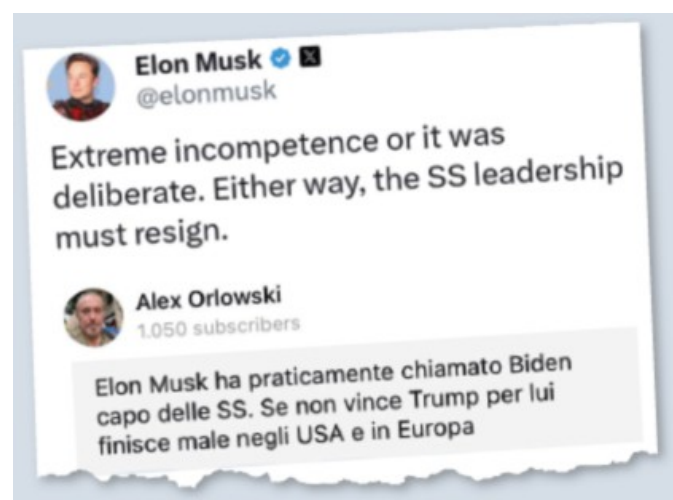 Elon Musk
@elonmusk
Extreme incompetence or it was
deliberate. Either way, the SS leadership
must resign.
Alex Orlowski
1.050 subscribers
Elon Musk ha praticamente chiamato Biden
capo delle SS. Se non vince Trump per lui
finisce male negli USA e in Europa